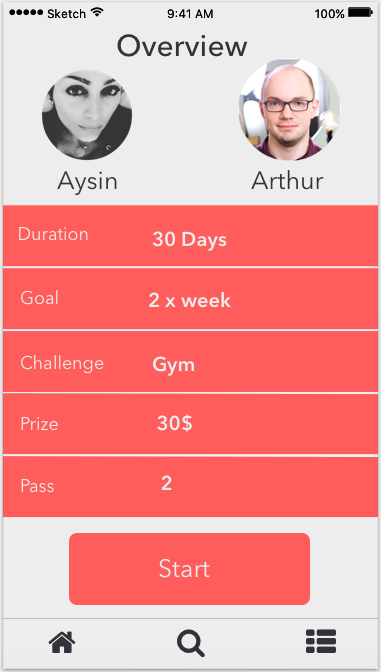 Sketch 9:41 AM 100%
Overview
Aysin Arthur
Duration 30 Days
Goal 2 x week
Challenge Gym
Prize 30$
Pass 2
Start